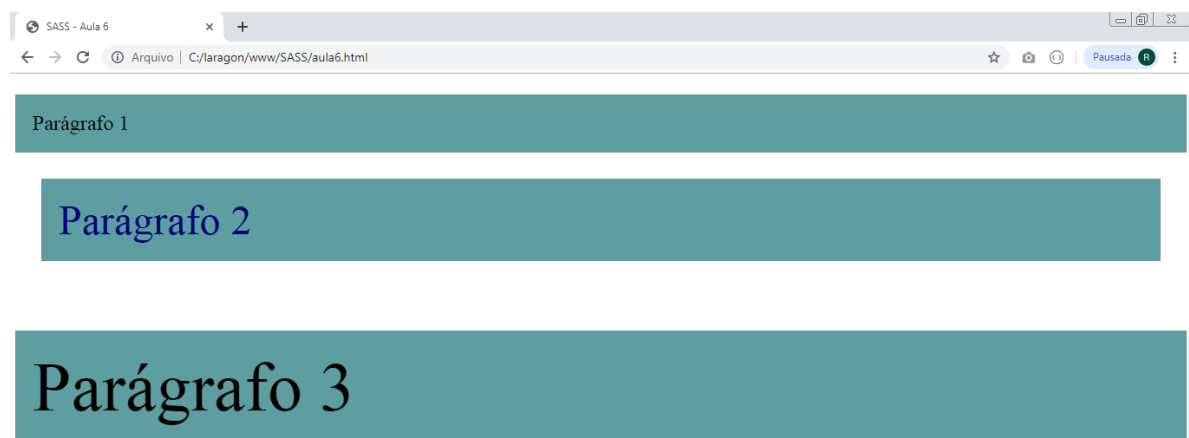 SASS - Aula 6
Arquivo C:/laragon/www/SASS/aula6.html Pausada R
Parágrafo 1
Parágrafo 2
Parágrafo 3